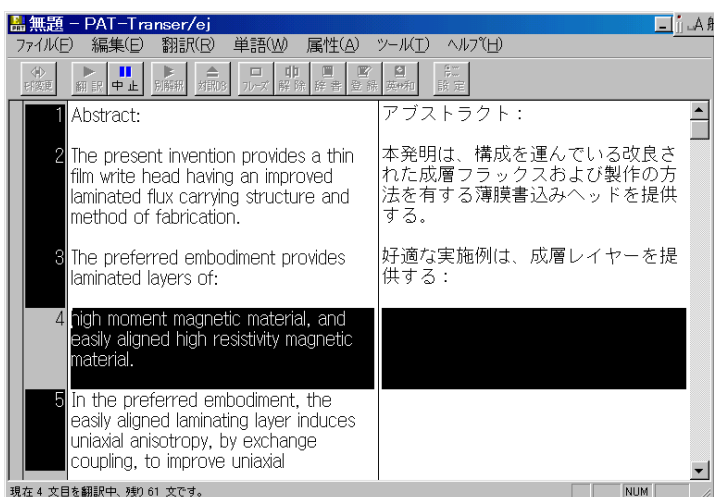 無題 - PAT-Transer/ej
ファイル(F) 編集(E) 翻訳(R) 単語(W) 属性(A) ツール(T) ヘルプ(H)
翻訳 中止 別解釈 対訳DB フレーズ 解除 辞書 登録 英⇔和 設定
1 Abstract: アブストラクト：
2 The present invention provides a thin 本発明は、構成を運んでいる改良さ
film write head having an improved れた成層フラックスおよび製作の方
laminated flux carrying structure and 法を有する薄膜書込みヘッドを提供
method of fabrication. する。
3 The preferred embodiment provides 好適な実施例は、成層レイヤーを提
laminated layers of: 供する：
4 high moment magnetic material, and
easily aligned high resistivity magnetic
material.
5 In the preferred embodiment, the
easily aligned laminating layer induces
uniaxial anisotropy, by exchange
coupling, to improve uniaxial
現在 4 文目を翻訳中、残り 61 文です。 NUM